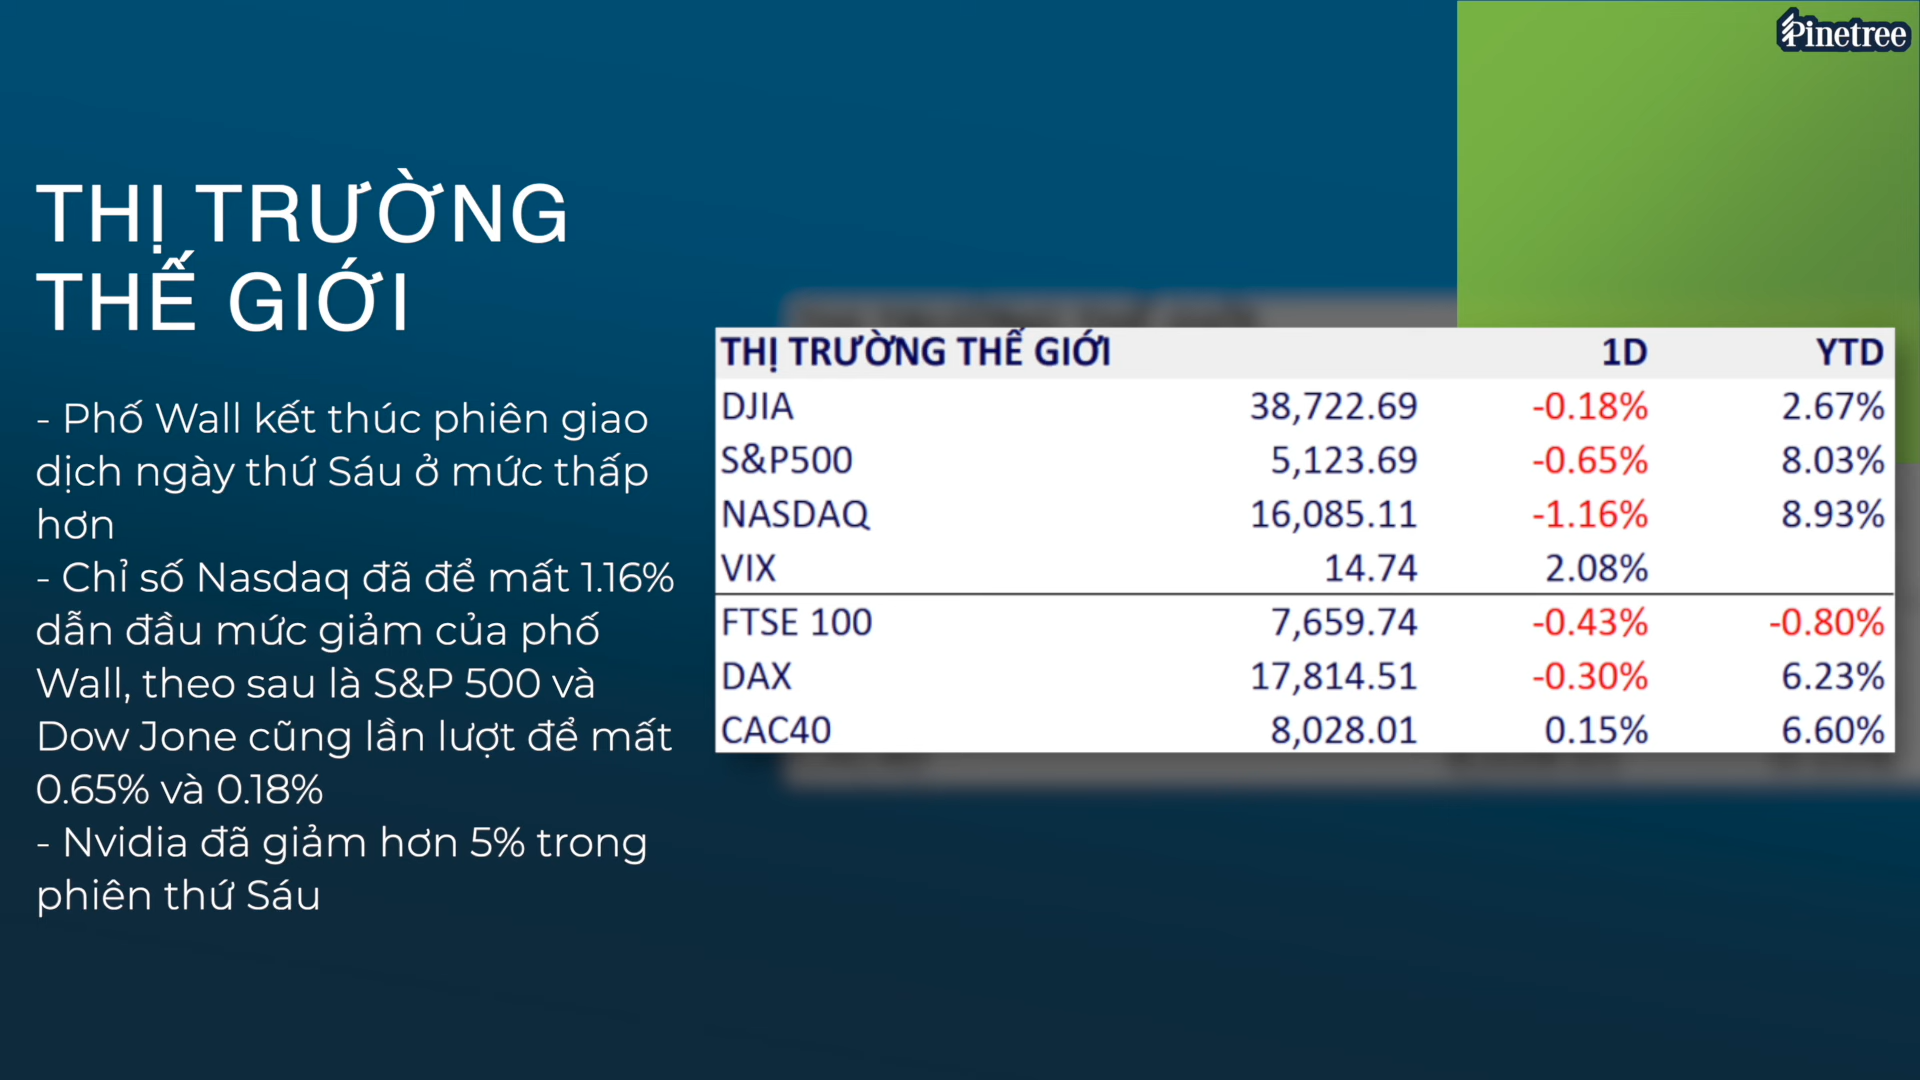 Pinetree
THỊ TRƯỜNG
THẾ GIỚI
- Phố Wall kết thúc phiên giao
dịch ngày thứ Sáu ở mức thấp
hơn
- Chỉ số Nasdaq đã để mất 1.16%
dẫn đầu mức giảm của phố
Wall, theo sau là S&P 500 và
Dow Jone cũng lần lượt để mất
0.65% và 0.18%
- Nvidia đã giảm hơn 5% trong
phiên thứ Sáu
THỊ TRƯỜNG THẾ GIỚI 1D YTD
DJIA 38,722.69 -0.18% 2.67%
S&P500 5,123.69 -0.65% 8.03%
NASDAQ 16,085.11 -1.16% 8.93%
VIX 14.74 2.08%
FTSE 100 7,659.74 -0.43% -0.80%
DAX 17,814.51 -0.30% 6.23%
CAC40 8,028.01 0.15% 6.60%